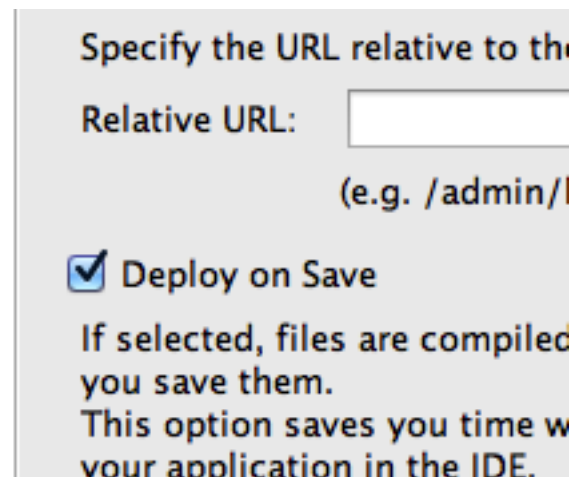 Specify the URL relative to the
Relative URL:
(e.g. /admin/
Deploy on Save
If selected, files are compiled
you save them.
This option saves you time w
your application in the IDE.